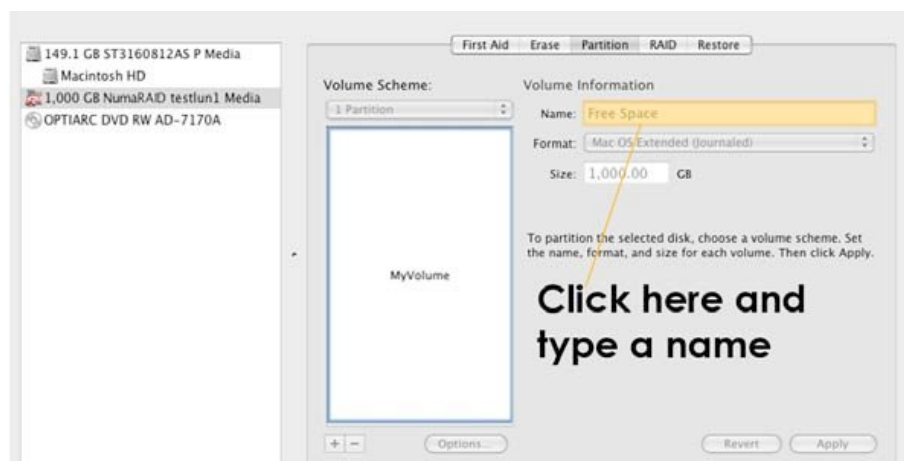 First Aid Erase Partition RAID Restore
149.1 GB ST3160812AS P Media
Macintosh HD
1,000 GB NumaRAID testlun1 Media
OPTIARC DVD RW AD-7170A
Volume Scheme:
1 Partition
MyVolume
+ -
Options...
Volume Information
Name: Free Space
Format: Mac OS Extended (Journaled)
Size: 1,000.00 GB
To partition the selected disk, choose a volume scheme. Set
the name, format, and size for each volume. Then click Apply.
Click here and
type a name
Revert Apply